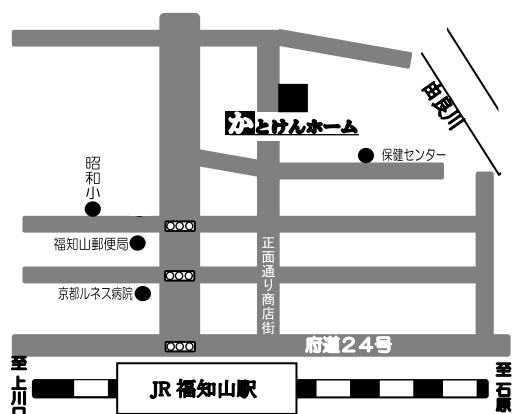 由良川
かとけんホーム
保健センター
昭和小
福知山郵便局
正面通り商店街
京都ルネス病院
府道24号
至上川口
JR 福知山駅
至石原